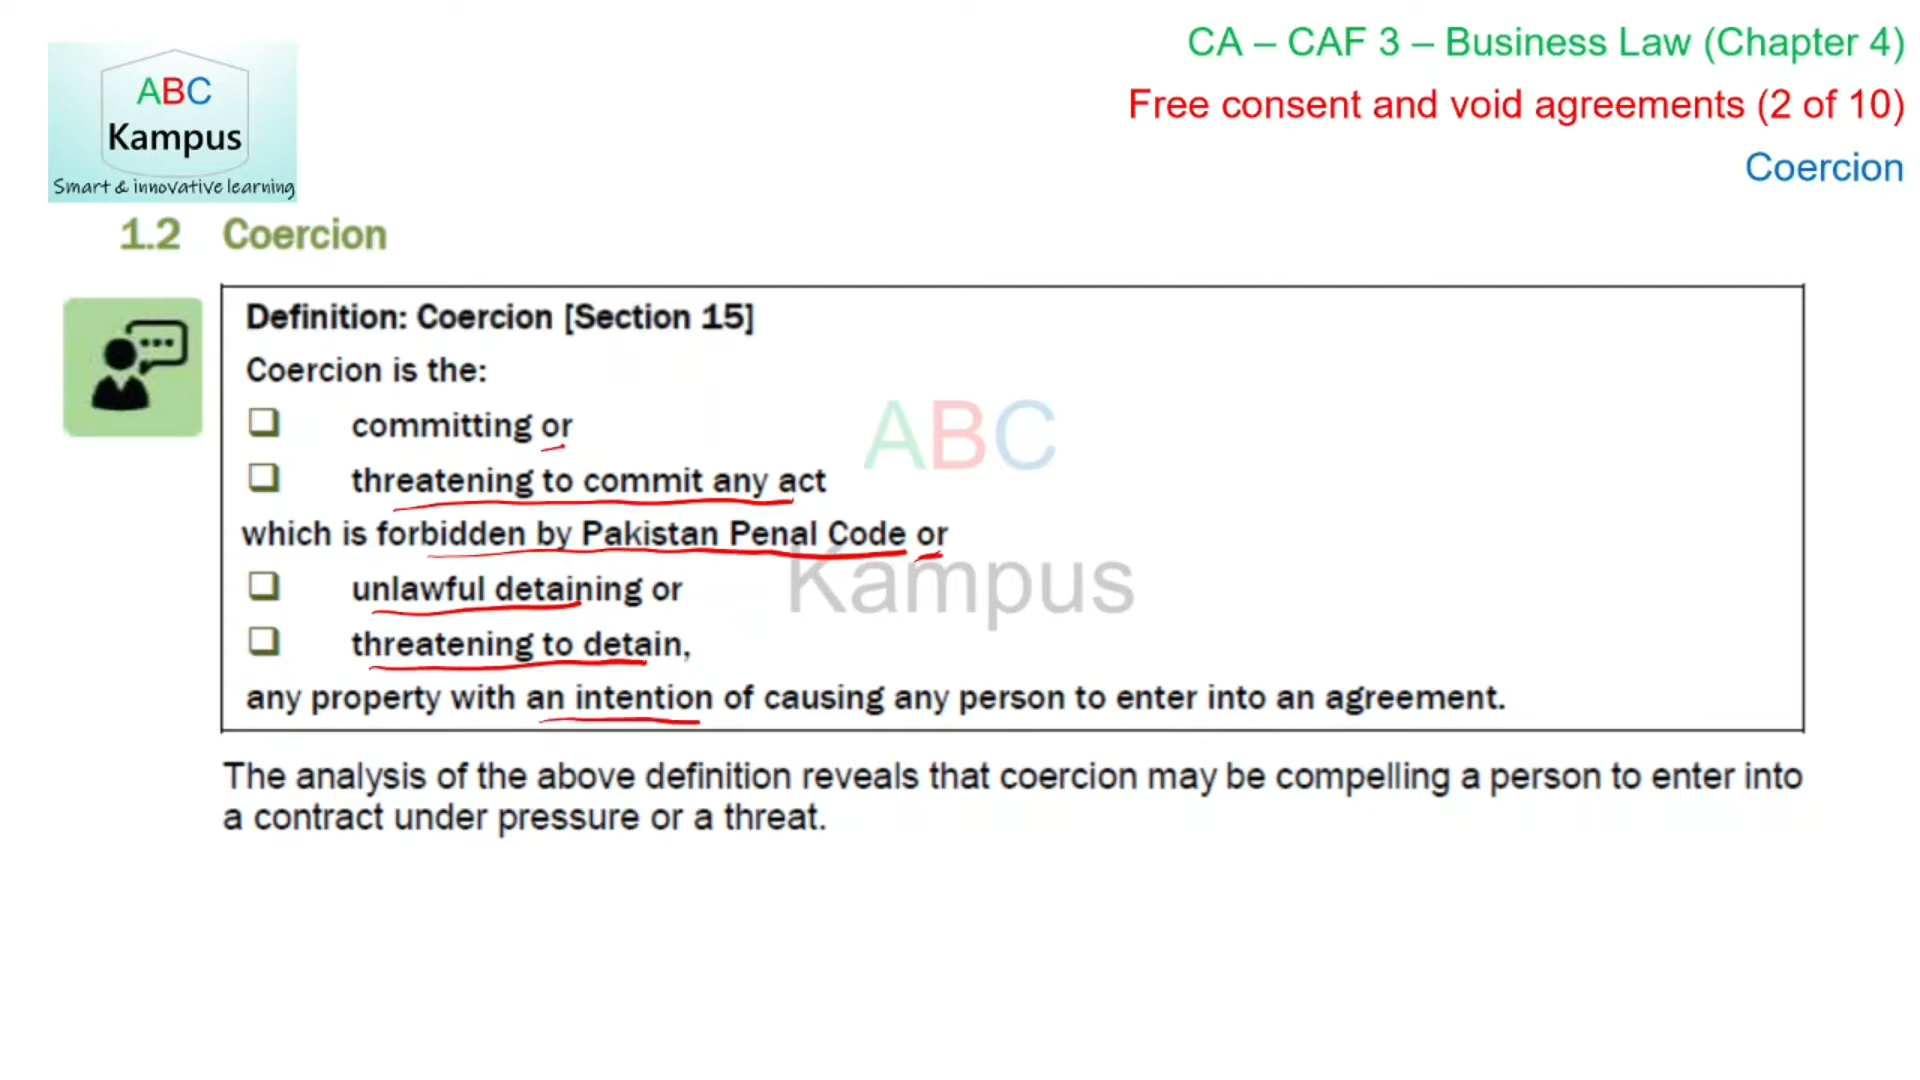 CA – CAF 3 – Business Law (Chapter 4)
ABC
Kampus
Smart & innovative learning
Free consent and void agreements (2 of 10)
Coercion
1.2 Coercion
Definition: Coercion [Section 15]
Coercion is the:
❑ committing or
❑ threatening to commit any act
which is forbidden by Pakistan Penal Code or
❑ unlawful detaining or
❑ threatening to detain,
any property with an intention of causing any person to enter into an agreement.
ABC
Kampus
The analysis of the above definition reveals that coercion may be compelling a person to enter into
a contract under pressure or a threat.